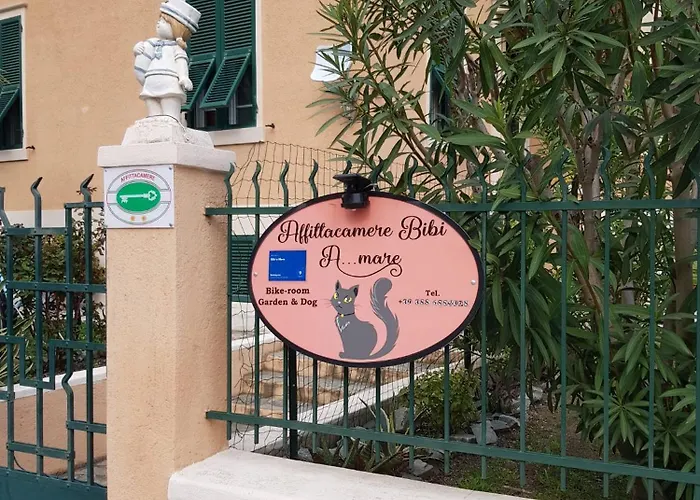 AFFITTACAMERE
Affittacamere Bibi
A...mare
Bike-room
Garden & Dog
Tel.